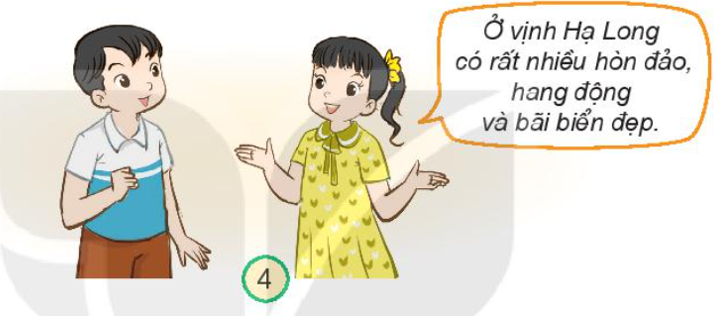 Ở vịnh Hạ Long
có rất nhiều hòn đảo,
hang động
và bãi biển đẹp.
4